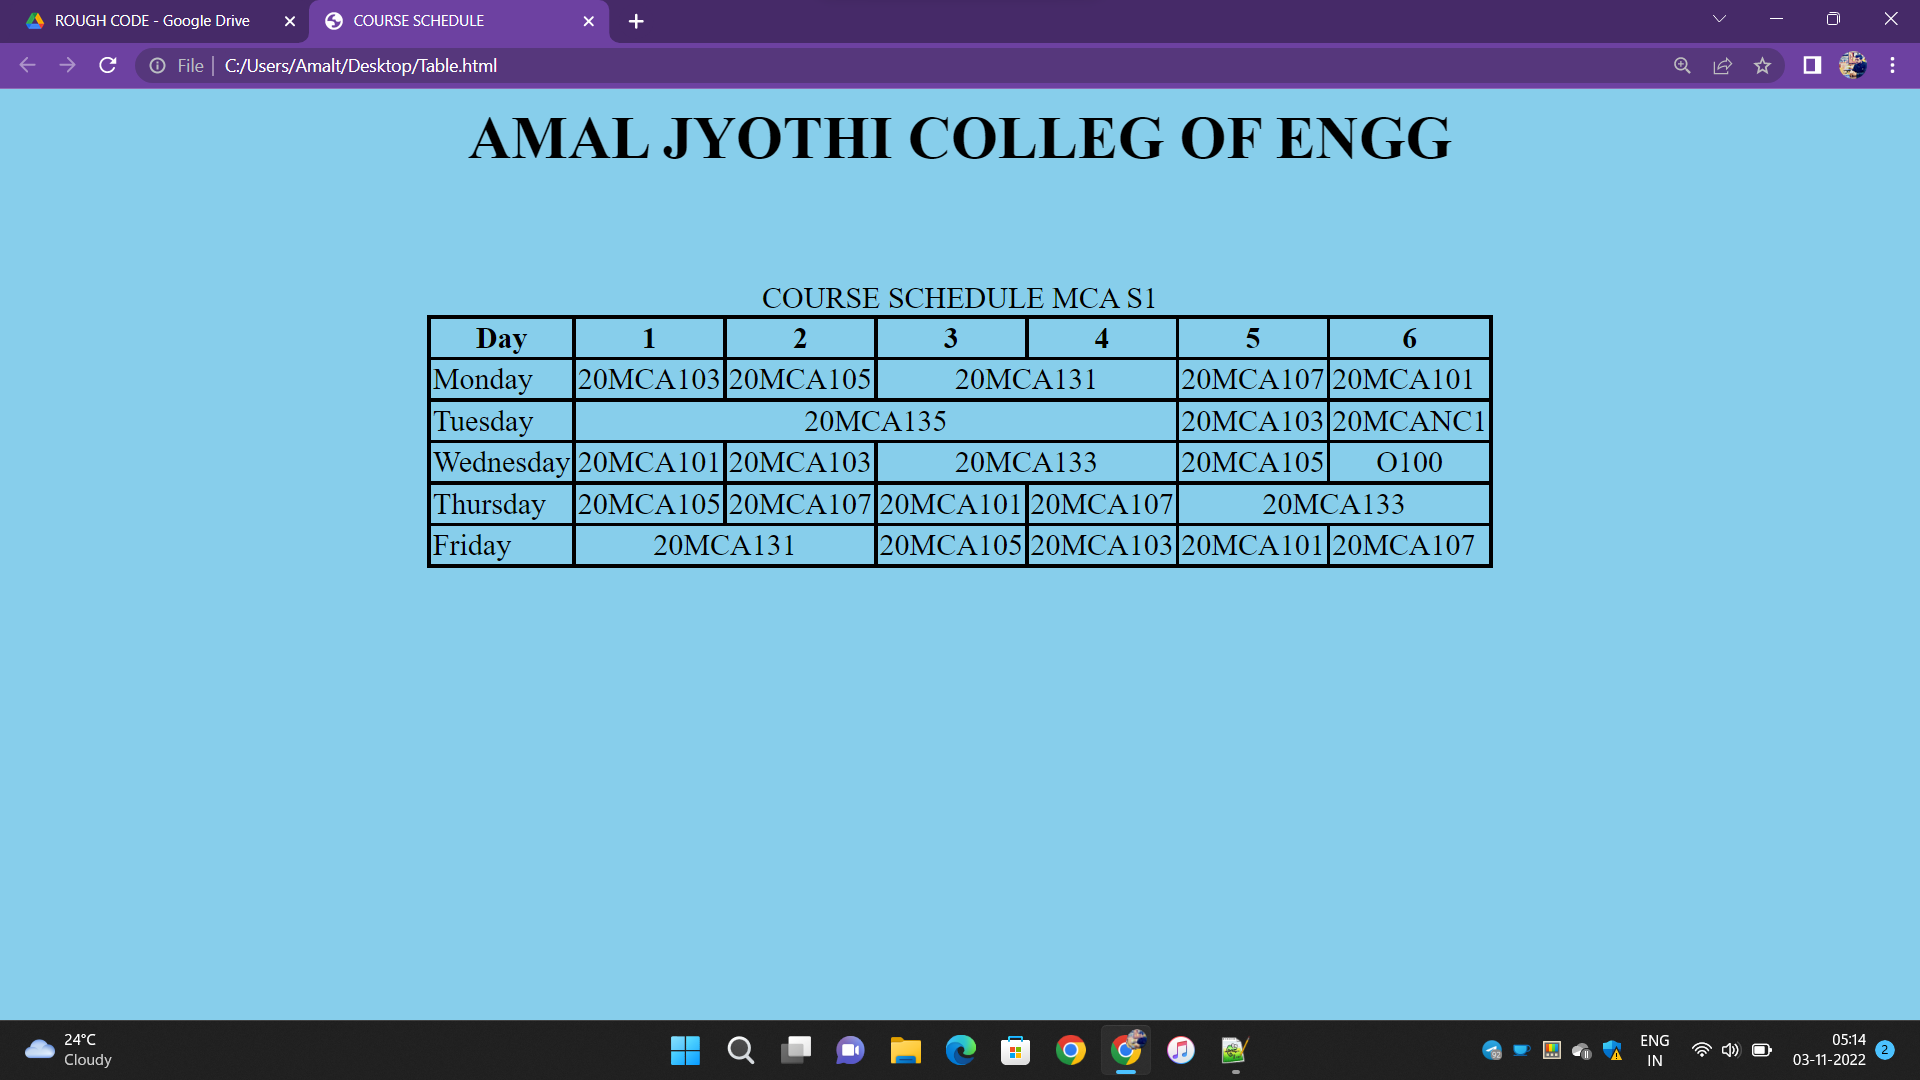 ROUGH CODE - Google Drive
COURSE SCHEDULE
File | C:/Users/Amalt/Desktop/Table.html
AMAL JYOTHI COLLEG OF ENGG
COURSE SCHEDULE MCA S1
Day 1 2 3 4 5 6
Monday 20MCA103 20MCA105 20MCA131 20MCA107 20MCA101
Tuesday 20MCA135 20MCA103 20MCANC1
Wednesday 20MCA101 20MCA103 20MCA133 20MCA105 O100
Thursday 20MCA105 20MCA107 20MCA101 20MCA107 20MCA133
Friday 20MCA131 20MCA105 20MCA103 20MCA101 20MCA107
24°C
Cloudy
ENG
IN
05:14
03-11-2022
2